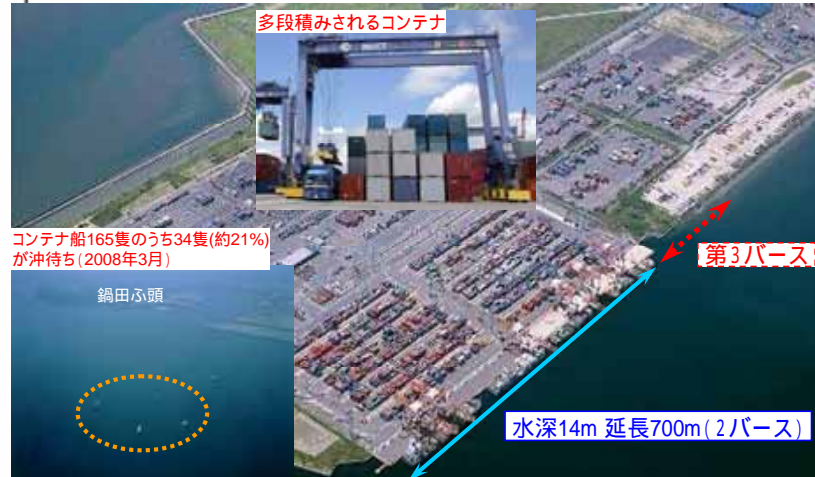 多段積みされるコンテナ
コンテナ船165隻のうち34隻(約21%)
が沖待ち(2008年3月)
鍋田ふ頭
第3バース
水深14m 延長700m(2バース)